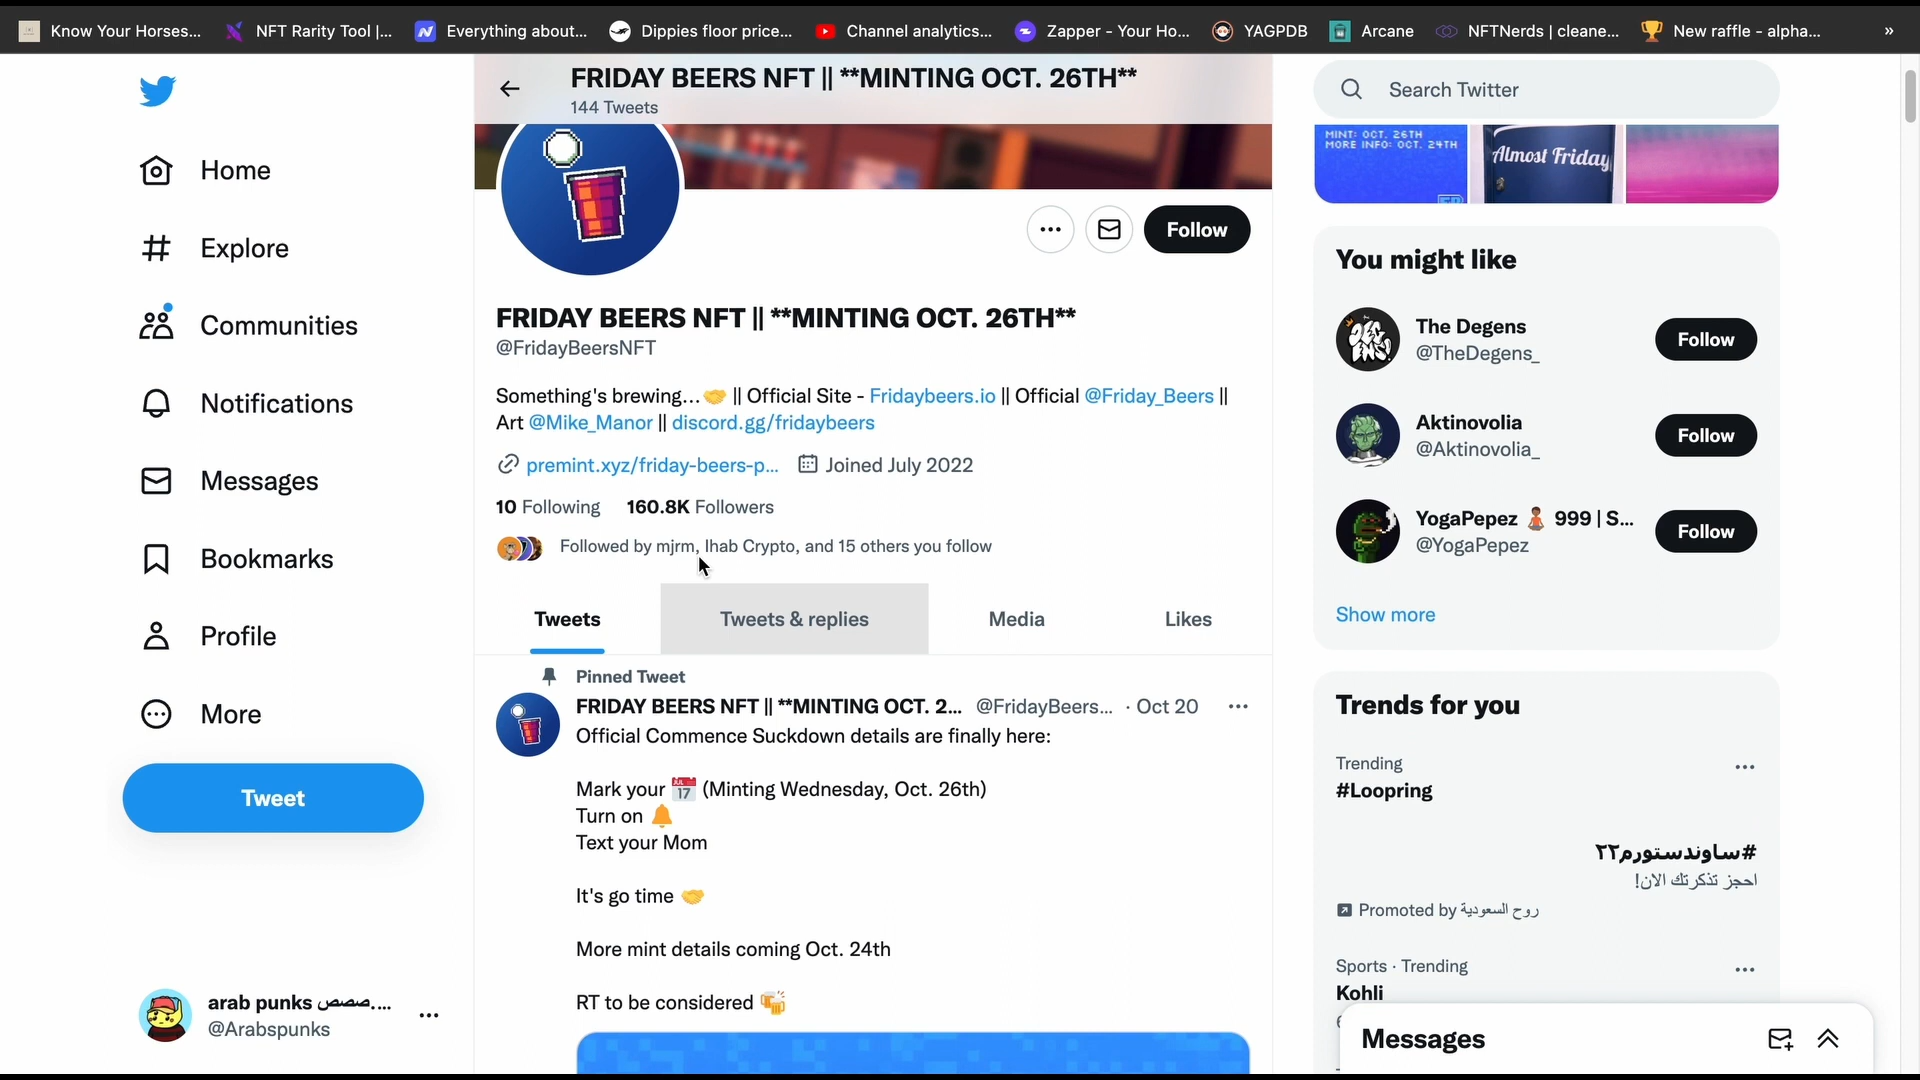 Know Your Horses...
NFT Rarity Tool |...
Everything about...
Dippies floor price...
Channel analytics...
Zapper - Your Ho...
YAGPDB
Arcane
NFTNerds | cleane...
New raffle - alpha...
»
Home
Explore
Communities
Notifications
Messages
Bookmarks
Profile
More
Tweet
arab punks صصص....
@Arabspunks
FRIDAY BEERS NFT || **MINTING OCT. 26TH**
144 Tweets
Follow
FRIDAY BEERS NFT || **MINTING OCT. 26TH**
@FridayBeersNFT
Something's brewing...🤝 || Official Site - Fridaybeers.io || Official @Friday_Beers ||
Art @Mike_Manor || discord.gg/fridaybeers
premint.xyz/friday-beers-p... Joined July 2022
10 Following 160.8K Followers
Followed by mjrm, Ihab Crypto, and 15 others you follow
Tweets
Tweets & replies
Media
Likes
Pinned Tweet
FRIDAY BEERS NFT || **MINTING OCT. 2... @FridayBeers... · Oct 20
Official Commence Suckdown details are finally here:
Mark your 📅 (Minting Wednesday, Oct. 26th)
Turn on 🔔
Text your Mom
It's go time 🤝
More mint details coming Oct. 24th
RT to be considered 🍻
Search Twitter
MINT: OCT. 26TH
MORE INFO: OCT. 24TH
Almost Friday
You might like
The Degens
@TheDegens_
Follow
Aktinovolia
@Aktinovolia_
Follow
YogaPepez 🧘🏾 999 | S...
@YogaPepez
Follow
Show more
Trends for you
Trending
#Loopring
#ساوندستورم٢٢
احجز تذكرتك الان!
Promoted by روح السعودية
Sports · Trending
Kohli
Messages